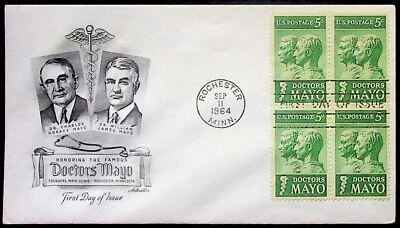 DR. CHARLES
HORACE MAYO
DR. WILLIAM
JAMES MAYO
HONORING THE FAMOUS
Doctors Mayo
FOUNDERS MAYO CLINIC - ROCHESTER, MINNESOTA
First Day of Issue
ROCHESTER
SEP
11
1964
MINN.
U.S. POSTAGE 5c
DOCTORS
MAYO
U.S. POSTAGE 5c
DOCTORS
MAYO
FIRST DAY OF ISSUE
U.S. POSTAGE 5c
DOCTORS
MAYO
U.S. POSTAGE 5c
DOCTORS
MAYO